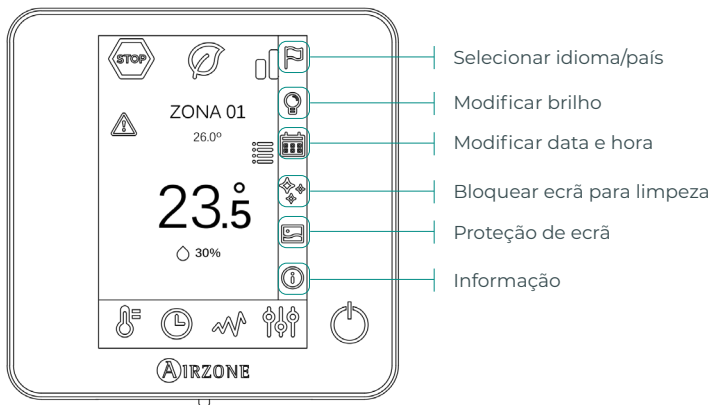 STOP
ZONA 01
26.0º
23.5º
30%
AIRZONE
Selecionar idioma/país
Modificar brilho
Modificar data e hora
Bloquear ecrã para limpeza
Proteção de ecrã
Informação